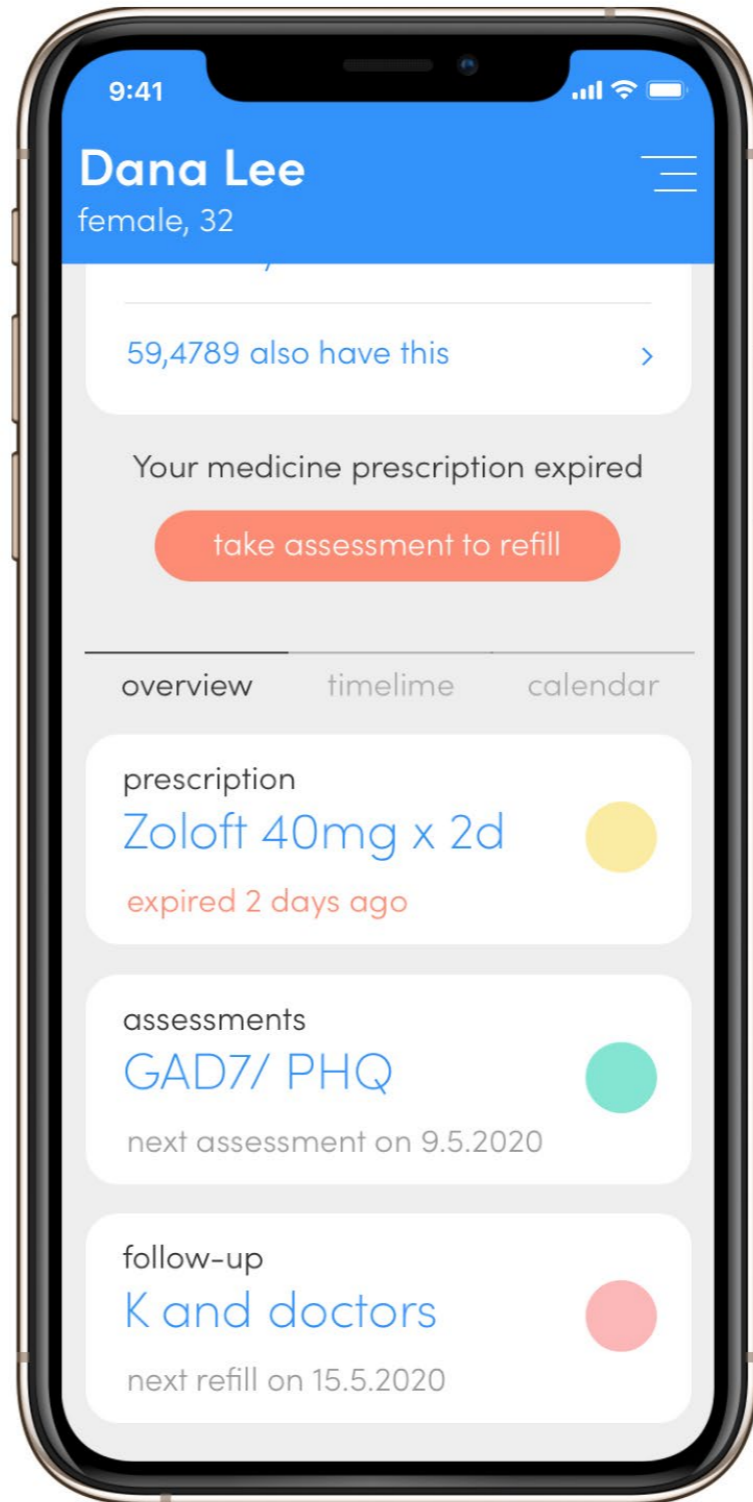 9:41
Dana Lee
female, 32
59,4789 also have this
Your medicine prescription expired
take assessment to refill
overview timelime calendar
prescription
Zoloft 40mg x 2d
expired 2 days ago
assessments
GAD7/ PHQ
next assessment on 9.5.2020
follow-up
K and doctors
next refill on 15.5.2020